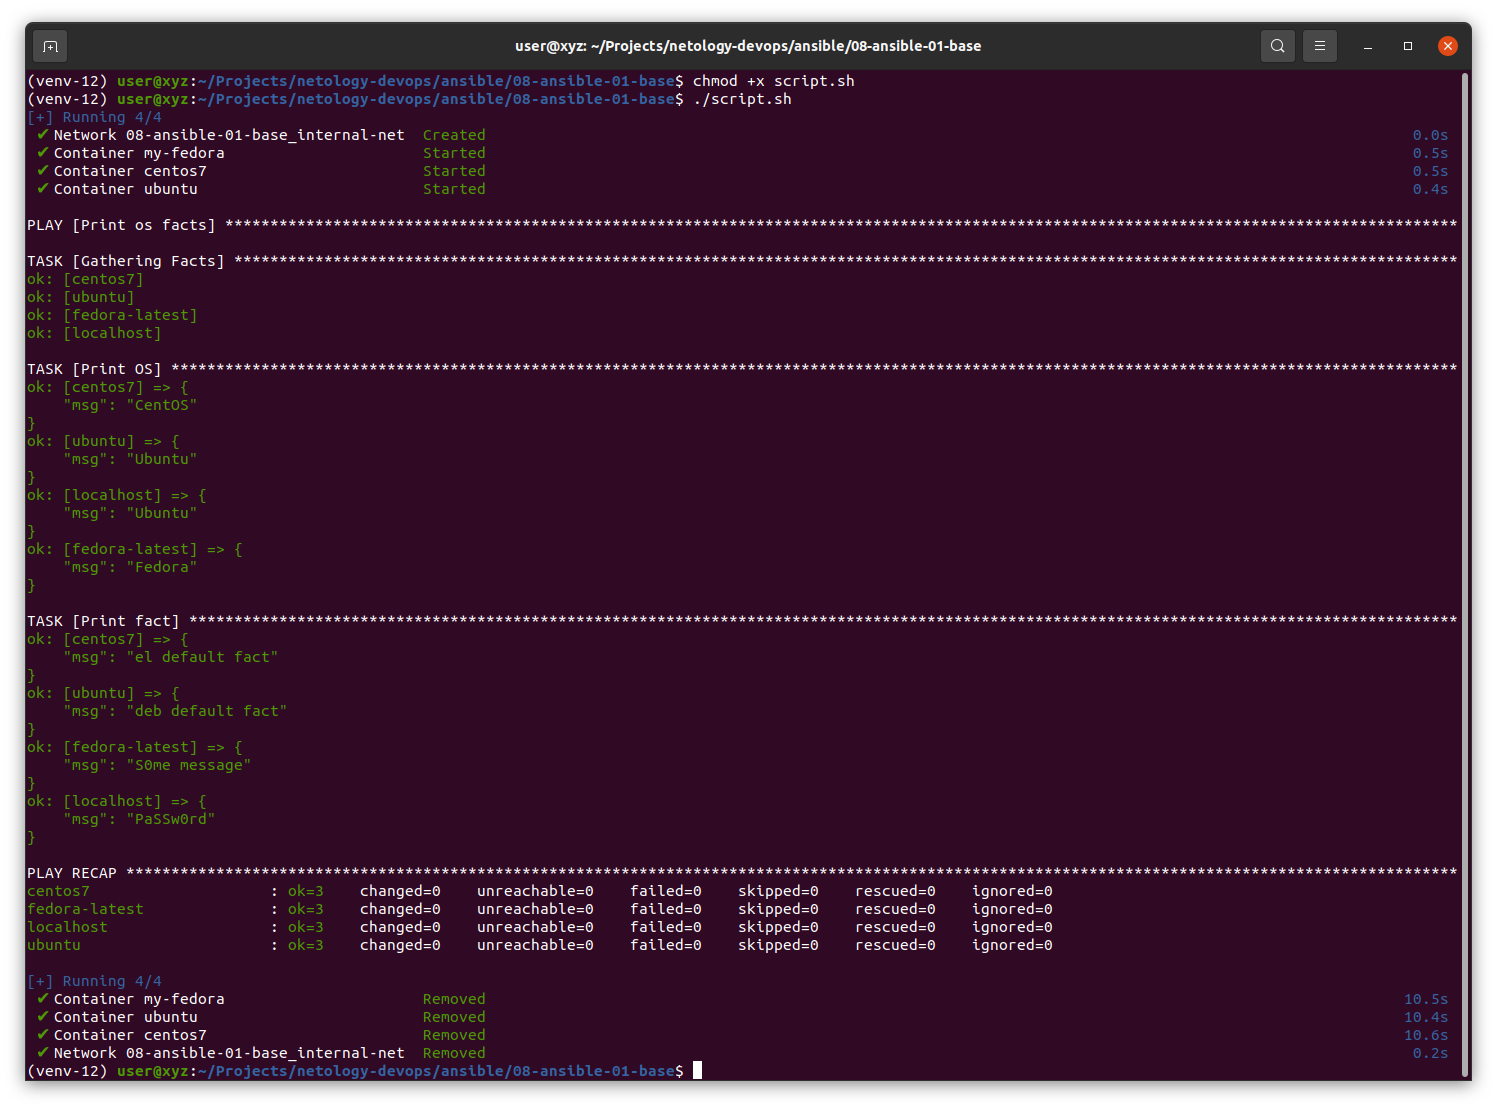 user@xyz: ~/Projects/netology-devops/ansible/08-ansible-01-base
(venv-12) user@xyz:~/Projects/netology-devops/ansible/08-ansible-01-base$ chmod +x script.sh
(venv-12) user@xyz:~/Projects/netology-devops/ansible/08-ansible-01-base$ ./script.sh
[+] Running 4/4
✔ Network 08-ansible-01-base_internal-net Created 0.0s
✔ Container my-fedora Started 0.5s
✔ Container centos7 Started 0.5s
✔ Container ubuntu Started 0.4s
PLAY [Print os facts] *****************************************************************************************************************************************
TASK [Gathering Facts] ****************************************************************************************************************************************
ok: [centos7]
ok: [ubuntu]
ok: [fedora-latest]
ok: [localhost]
TASK [Print OS] ***********************************************************************************************************************************************
ok: [centos7] => {
    "msg": "CentOS"
}
ok: [ubuntu] => {
    "msg": "Ubuntu"
}
ok: [localhost] => {
    "msg": "Ubuntu"
}
ok: [fedora-latest] => {
    "msg": "Fedora"
}
TASK [Print fact] *********************************************************************************************************************************************
ok: [centos7] => {
    "msg": "el default fact"
}
ok: [ubuntu] => {
    "msg": "deb default fact"
}
ok: [fedora-latest] => {
    "msg": "S0me message"
}
ok: [localhost] => {
    "msg": "PaSSw0rd"
}
PLAY RECAP ****************************************************************************************************************************************************
centos7 : ok=3 changed=0 unreachable=0 failed=0 skipped=0 rescued=0 ignored=0
fedora-latest : ok=3 changed=0 unreachable=0 failed=0 skipped=0 rescued=0 ignored=0
localhost : ok=3 changed=0 unreachable=0 failed=0 skipped=0 rescued=0 ignored=0
ubuntu : ok=3 changed=0 unreachable=0 failed=0 skipped=0 rescued=0 ignored=0
[+] Running 4/4
✔ Container my-fedora Removed 10.5s
✔ Container ubuntu Removed 10.4s
✔ Container centos7 Removed 10.6s
✔ Network 08-ansible-01-base_internal-net Removed 0.2s
(venv-12) user@xyz:~/Projects/netology-devops/ansible/08-ansible-01-base$